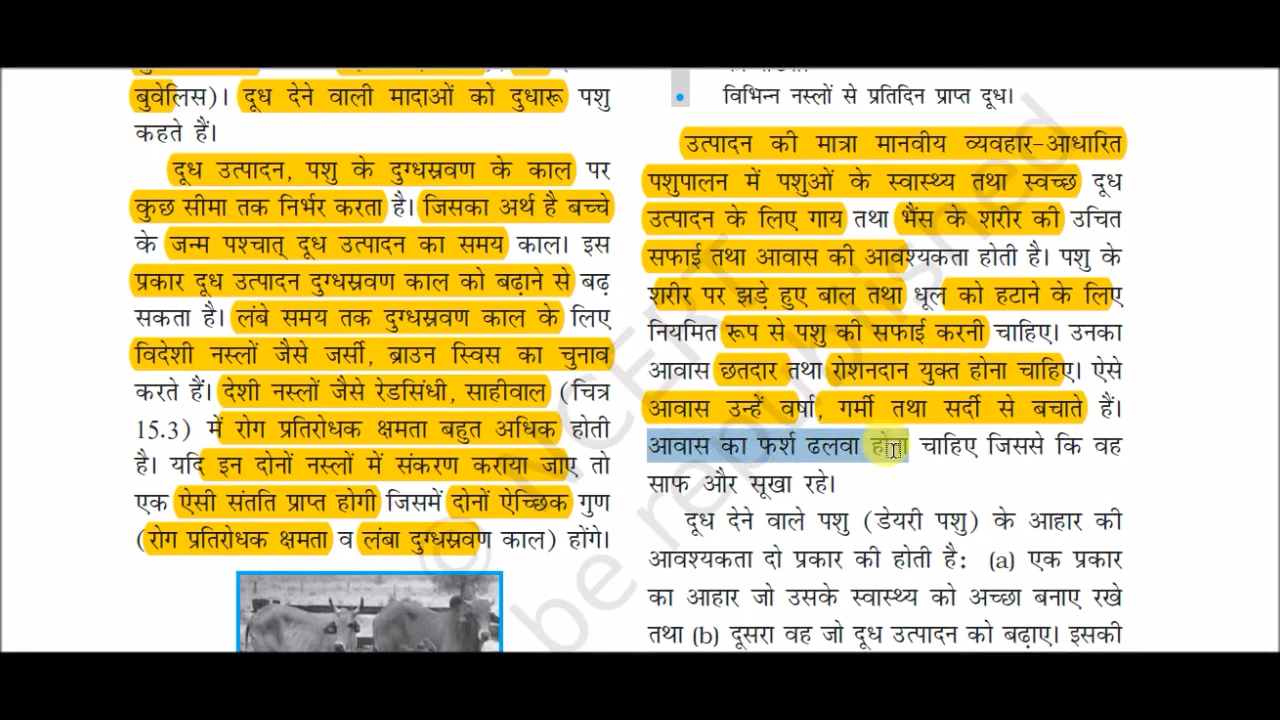 बुवेलिस)। दूध देने वाली मादाओं को दुधारू पशु
कहते हैं।
दूध उत्पादन, पशु के दुग्धस्रवण के काल पर
कुछ सीमा तक निर्भर करता है। जिसका अर्थ है बच्चे
के जन्म पश्चात् दूध उत्पादन का समय काल। इस
प्रकार दूध उत्पादन दुग्धस्रवण काल को बढ़ाने से बढ़
सकता है। लंबे समय तक दुग्धस्रवण काल के लिए
विदेशी नस्लों जैसे जर्सी, ब्राउन स्विस का चुनाव
करते हैं। देशी नस्लों जैसे रेडसिंधी, साहीवाल (चित्र
15.3) में रोग प्रतिरोधक क्षमता बहुत अधिक होती
है। यदि इन दोनों नस्लों में संकरण कराया जाए तो
एक ऐसी संतति प्राप्त होगी जिसमें दोनों ऐच्छिक गुण
(रोग प्रतिरोधक क्षमता व लंबा दुग्धस्रवण काल) होंगे।
• विभिन्न नस्लों से प्रतिदिन प्राप्त दूध।
उत्पादन की मात्रा मानवीय व्यवहार-आधारित
पशुपालन में पशुओं के स्वास्थ्य तथा स्वच्छ दूध
उत्पादन के लिए गाय तथा भैंस के शरीर की उचित
सफाई तथा आवास की आवश्यकता होती है। पशु के
शरीर पर झड़े हुए बाल तथा धूल को हटाने के लिए
नियमित रूप से पशु की सफाई करनी चाहिए। उनका
आवास छतदार तथा रोशनदान युक्त होना चाहिए। ऐसे
आवास उन्हें वर्षा, गर्मी तथा सर्दी से बचाते हैं।
आवास का फर्श ढलवा होना चाहिए जिससे कि वह
साफ और सूखा रहे।
दूध देने वाले पशु (डेयरी पशु) के आहार की
आवश्यकता दो प्रकार की होती है: (a) एक प्रकार
का आहार जो उसके स्वास्थ्य को अच्छा बनाए रखे
तथा (b) दूसरा वह जो दूध उत्पादन को बढ़ाए। इसकी
© NCERT
be republished